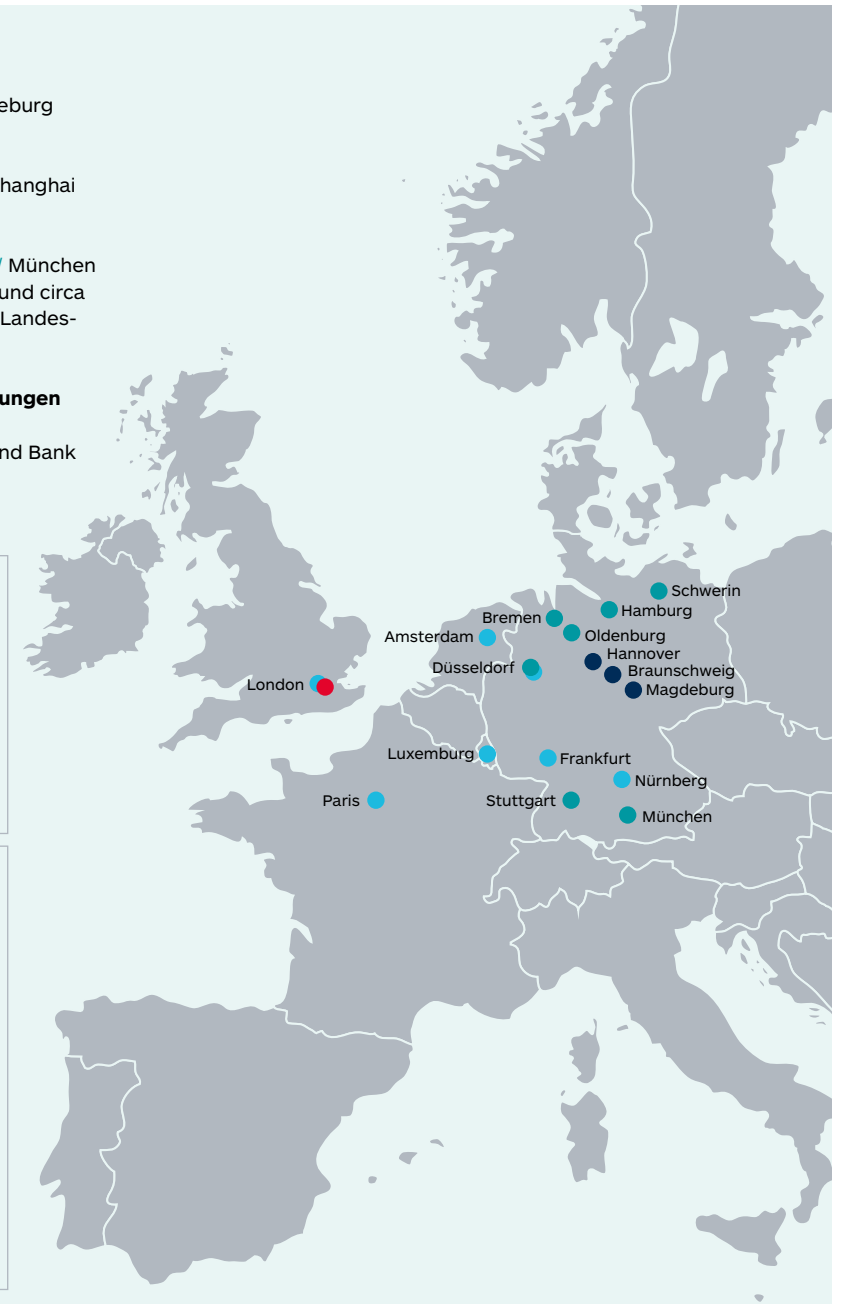 eburg
hanghai
/ München
und circa
Landes-
ungen
nd Bank
Schwerin
Hamburg
Bremen
Oldenburg
Amsterdam
Hannover
Düsseldorf
Braunschweig
London
Magdeburg
Luxemburg
Frankfurt
Nürnberg
Paris
Stuttgart
München